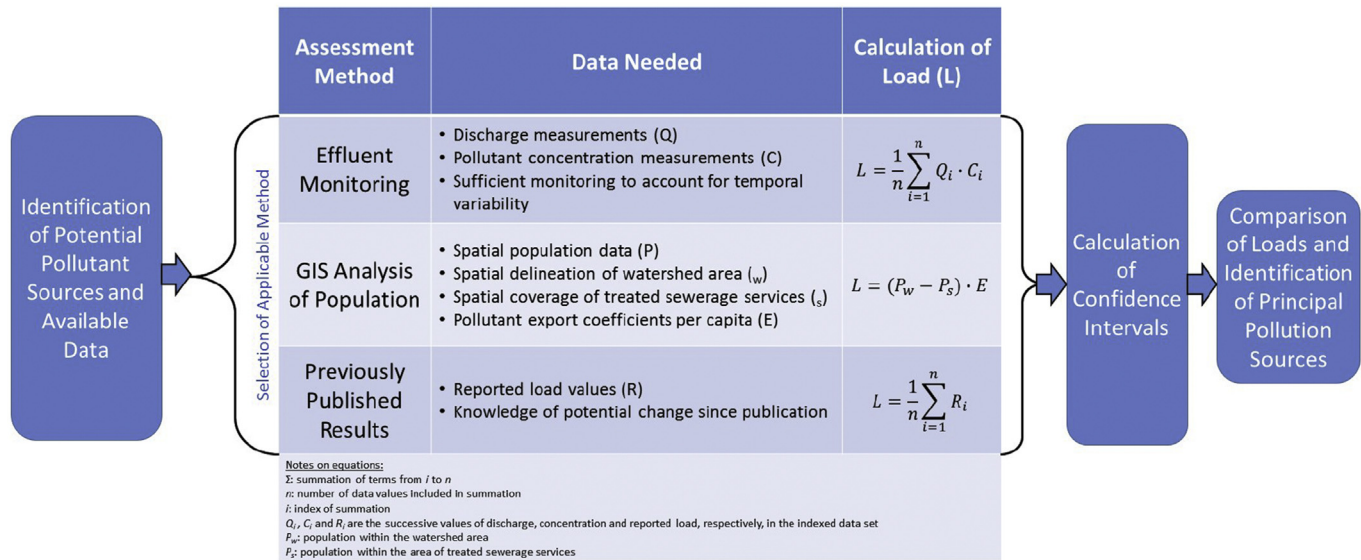 Identification
of Potential
Pollutant
Sources and
Available
Data
Selection of Applicable Method
Assessment
Method
Data Needed
Calculation of
Load (L)
Effluent
Monitoring
• Discharge measurements (Q)
• Pollutant concentration measurements (C)
• Sufficient monitoring to account for temporal
variability
L = \frac{1}{n} \sum_{i=1}^{n} Q_i · C_i
GIS Analysis
of Population
• Spatial population data (P)
• Spatial delineation of watershed area (w)
• Spatial coverage of treated sewerage services (s)
• Pollutant export coefficients per capita (E)
L = (P_w − P_s) · E
Previously
Published
Results
• Reported load values (R)
• Knowledge of potential change since publication
L = \frac{1}{n} \sum_{i=1}^{n} R_i
Notes on equations:
Σ: summation of terms from i to n
n: number of data values included in summation
i: index of summation
Q_i, C_i and R_i are the successive values of discharge, concentration and reported load, respectively, in the indexed data set
P_w: population within the watershed area
P_s: population within the area of treated sewerage services
Calculation
of
Confidence
Intervals
Comparison
of Loads and
Identification
of Principal
Pollution
Sources